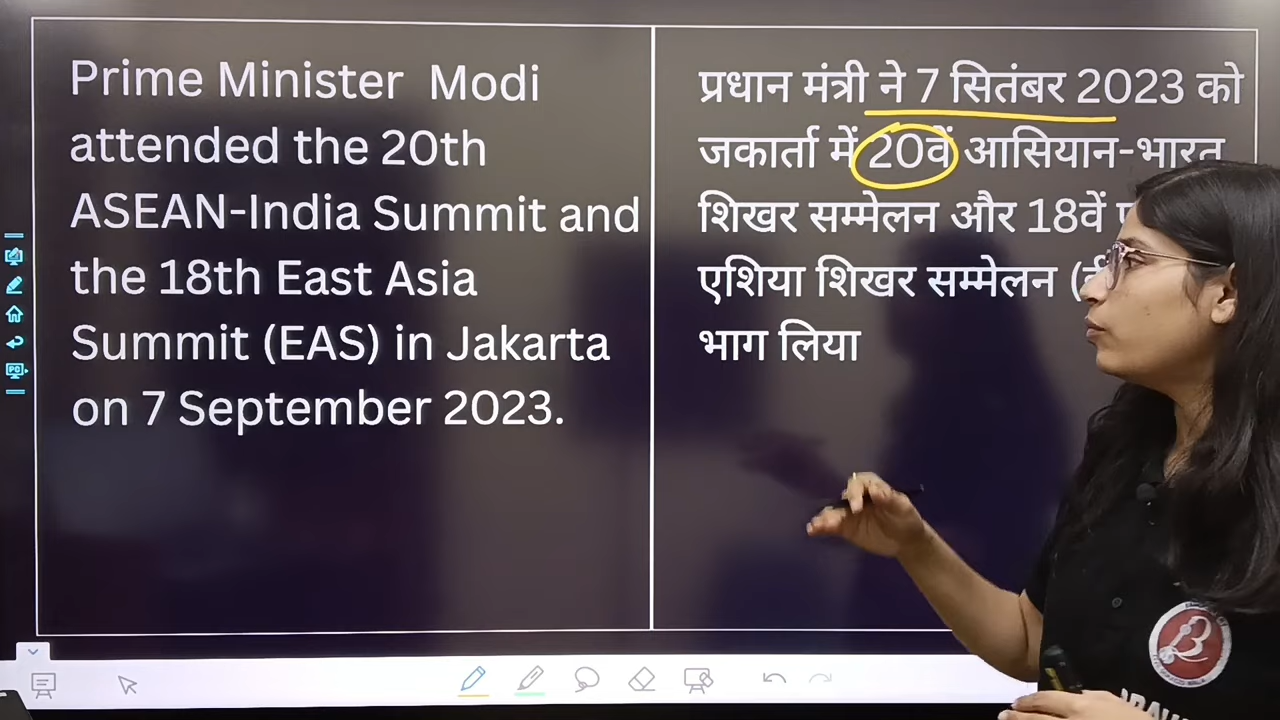 Prime Minister Modi
attended the 20th
ASEAN-India Summit and
the 18th East Asia
Summit (EAS) in Jakarta
on 7 September 2023.
प्रधान मंत्री ने 7 सितंबर 2023 को
जकार्ता में 20वें आसियान-भारत
शिखर सम्मेलन और 18वें
एशिया शिखर सम्मेलन
भाग लिया